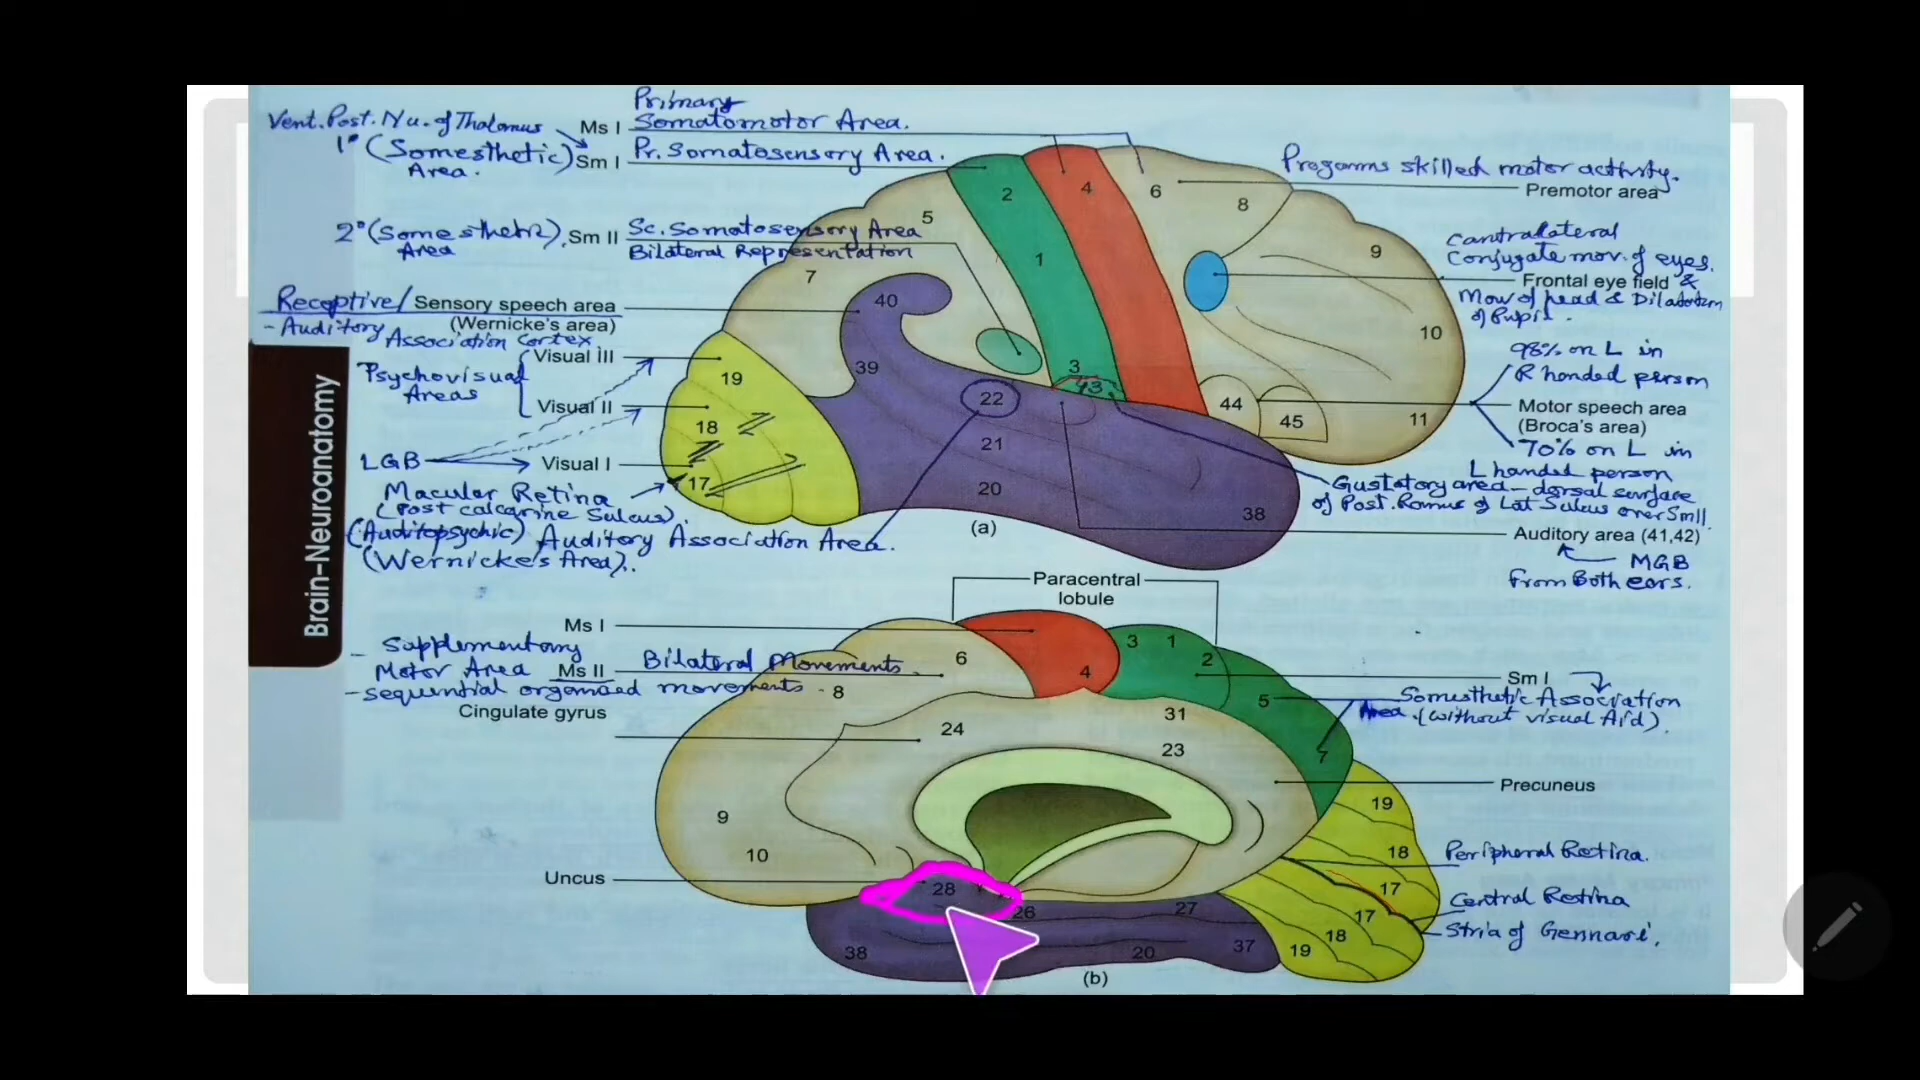 Primary
Vent. Post. Nu. of Thalamus
Ms I
Somatomotor Area.
1° (Somesthetic)
Area.
Sm I
Pr. Somatosensory Area.
Progarms skilled motor activity.
Premotor area
2° (Somesthetic)
Area
Sm II
Sc. Somatosensory Area
Bilateral Representation
Contralateral
Conjugate mov. of eyes.
Frontal eye field &
Mov of head & Dilatation
of Pupil.
Receptive/
Sensory speech area
(Wernicke's area)
- Auditory
Association Cortex
Psychovisual
Areas
Visual III
Visual II
LGB
Visual I
Macular Retina
(Post calcarine Sulcus)
(Auditopsychic) Auditory Association Area.
(Wernicke's Area).
98% on L in
R handed person
Motor speech area
(Broca's area)
70% on L in
L handed person
Gustatory area - dorsal surface
of Post. Ramus of Lat Sulcus over SmII.
Auditory area (41,42)
MGB
from Both ears.
2
4
6
8
5
1
9
7
40
10
3
43
39
19
22
44
45
11
18
21
17
20
38
(a)
Brain–Neuroanatomy
Paracentral
lobule
Ms I
- Supplementary
Motor Area
Ms II
Bilateral Movements
- sequential organised movements.
Cingulate gyrus
Uncus
Sm I
Somesthetic Association
Area. (without visual Aid).
Precuneus
Peripheral Retina.
Central Retina
Stria of Gennari.
3
1
2
6
4
8
5
31
24
23
7
9
19
10
18
28
17
26
27
17
18
38
20
37
19
(b)